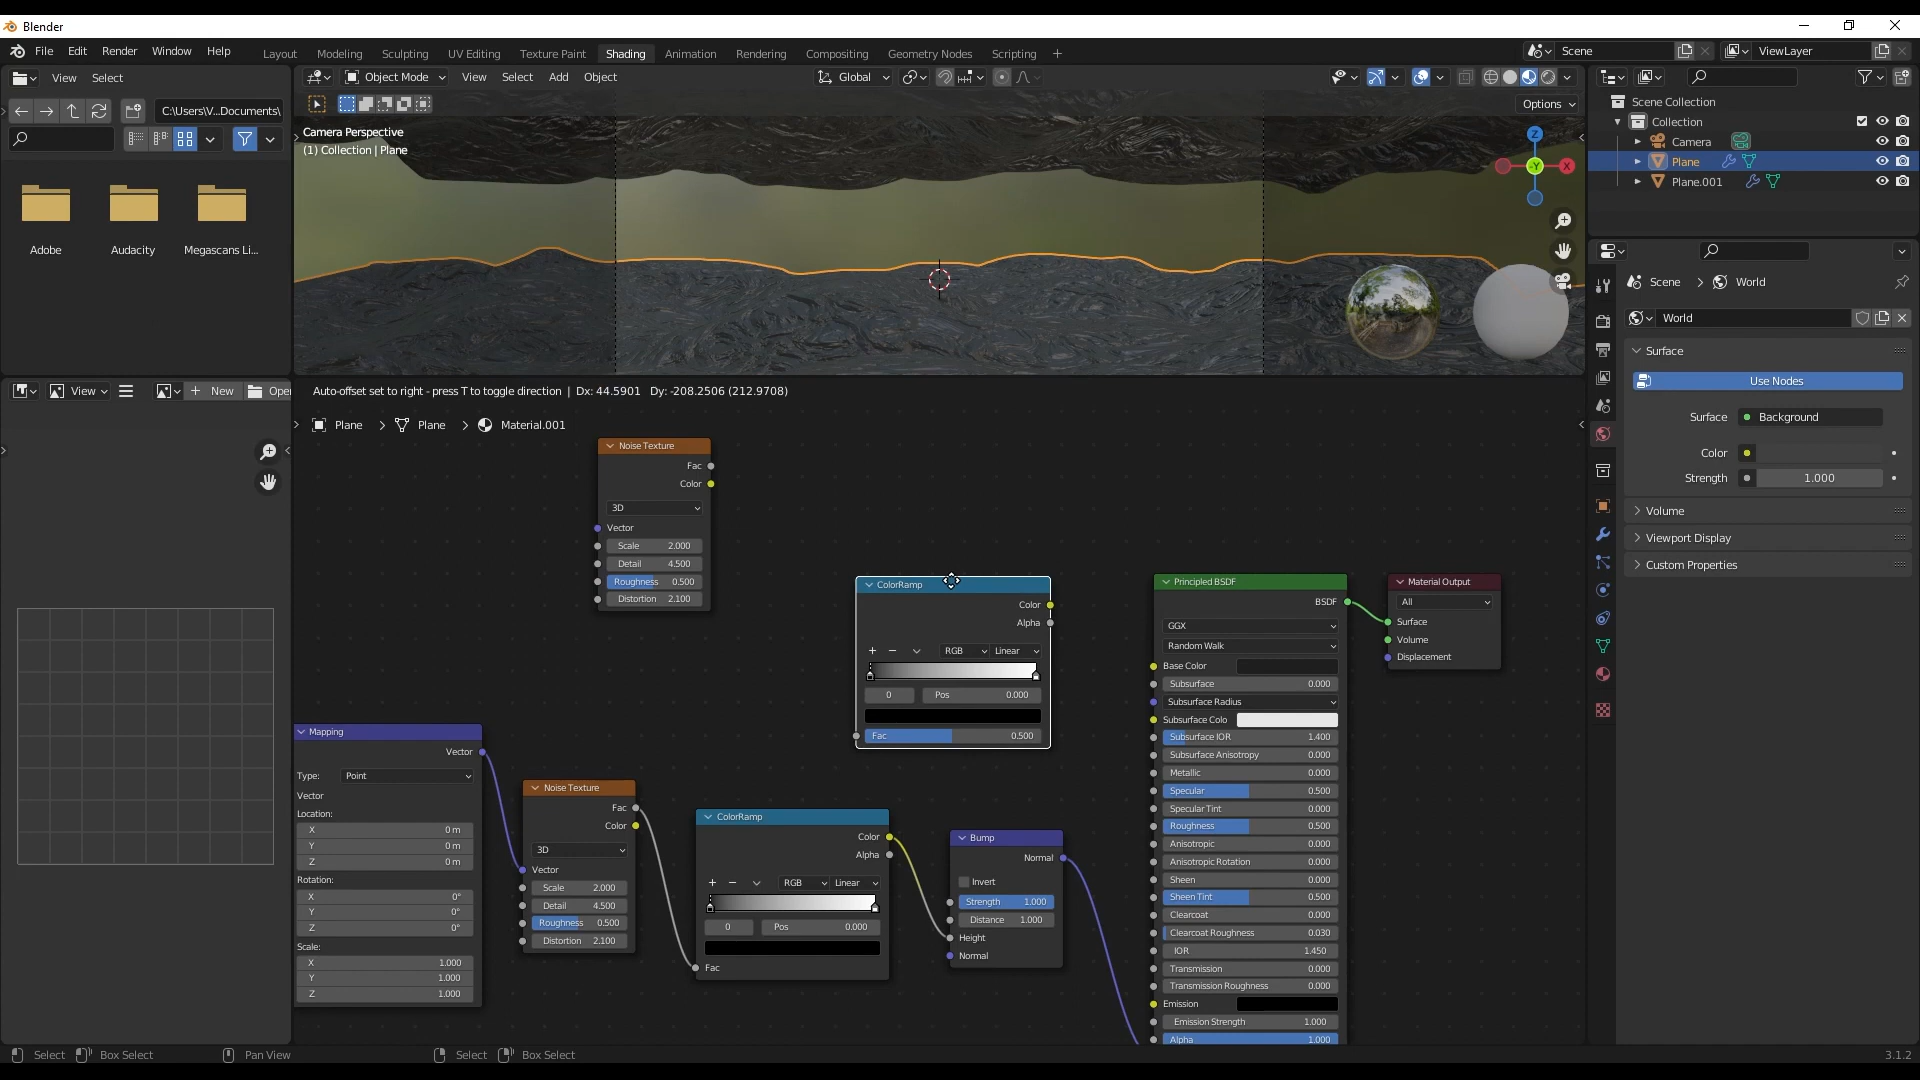 Blender
File Edit Render Window Help
Layout Modeling Sculpting UV Editing Texture Paint Shading Animation Rendering Compositing Geometry Nodes Scripting +
Scene
ViewLayer
View Select
Object Mode View Select Add Object
Global
C:\Users\V...Documents\
Options
Camera Perspective
(1) Collection | Plane
Z
Y
X
Adobe
Audacity
Megascans Li...
Scene Collection
Collection
Camera
Plane
Plane.001
Scene > World
World
Surface
Use Nodes
Surface Background
Color
Strength 1.000
Volume
Viewport Display
Custom Properties
View
+ New Ope
Auto-offset set to right - press T to toggle direction | Dx: 44.5901 Dy: -208.2506 (212.9708)
Plane > Plane > Material.001
Noise Texture
Fac
Color
3D
Vector
Scale 2.000
Detail 4.500
Roughness 0.500
Distortion 2.100
ColorRamp
Color
Alpha
+ − RGB Linear
0 Pos 0.000
Fac 0.500
Principled BSDF
BSDF
GGX
Random Walk
Base Color
Subsurface 0.000
Subsurface Radius
Subsurface Colo
Subsurface IOR 1.400
Subsurface Anisotropy 0.000
Metallic 0.000
Specular 0.500
Specular Tint 0.000
Roughness 0.500
Anisotropic 0.000
Anisotropic Rotation 0.000
Sheen 0.000
Sheen Tint 0.500
Clearcoat 0.000
Clearcoat Roughness 0.030
IOR 1.450
Transmission 0.000
Transmission Roughness 0.000
Emission
Emission Strength 1.000
Alpha 1.000
Material Output
All
Surface
Volume
Displacement
Mapping
Vector
Type: Point
Vector
Location:
X 0 m
Y 0 m
Z 0 m
Rotation:
X 0°
Y 0°
Z 0°
Scale:
X 1.000
Y 1.000
Z 1.000
Noise Texture
Fac
Color
3D
Vector
Scale 2.000
Detail 4.500
Roughness 0.500
Distortion 2.100
ColorRamp
Color
Alpha
+ − RGB Linear
0 Pos 0.000
Fac
Bump
Normal
Invert
Strength 1.000
Distance 1.000
Height
Normal
Select Box Select Pan View Select Box Select
3.1.2